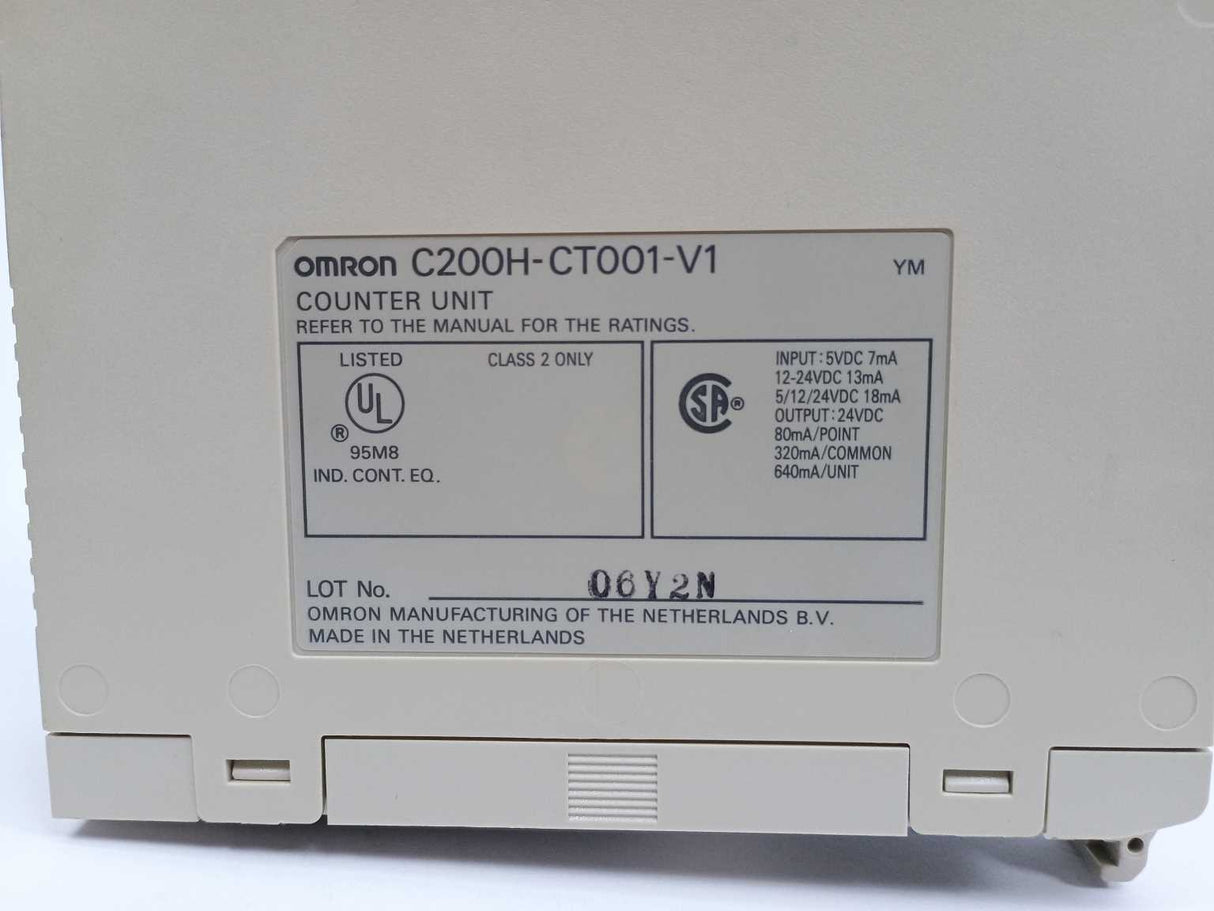 OMRON C200H-CT001-V1 YM
COUNTER UNIT
REFER TO THE MANUAL FOR THE RATINGS.
LISTED CLASS 2 ONLY
UL
®
95M8
IND. CONT. EQ.
SA®
INPUT:5VDC 7mA
12-24VDC 13mA
5/12/24VDC 18mA
OUTPUT:24VDC
80mA/POINT
320mA/COMMON
640mA/UNIT
LOT No. 06Y2N
OMRON MANUFACTURING OF THE NETHERLANDS B.V.
MADE IN THE NETHERLANDS